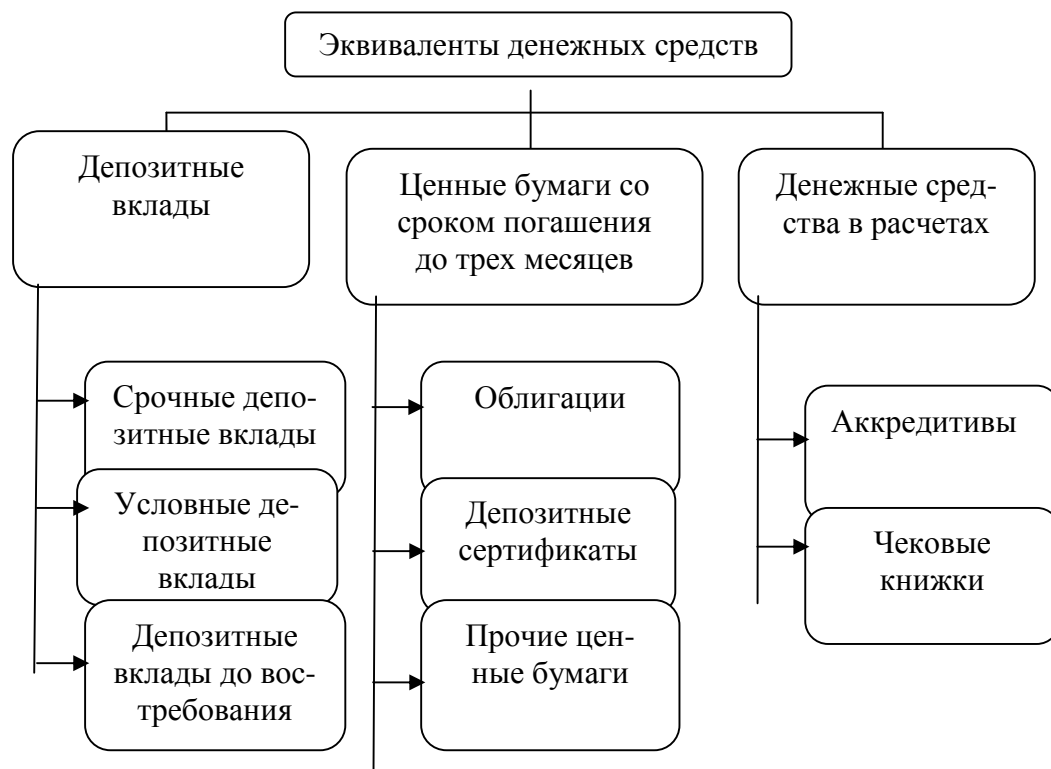 Эквиваленты денежных средств
Депозитные
вклады
Ценные бумаги со
сроком погашения
до трех месяцев
Денежные сред-
ства в расчетах
Срочные депо-
зитные вклады
Условные де-
позитные
вклады
Депозитные
вклады до вос-
требования
Облигации
Депозитные
сертификаты
Прочие цен-
ные бумаги
Аккредитивы
Чековые
книжки